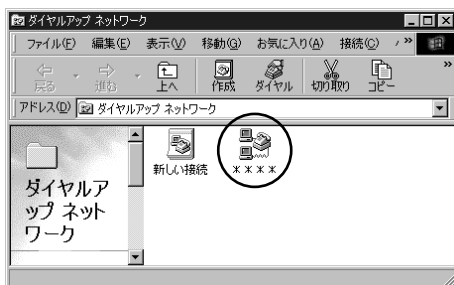 ダイヤルアップ ネットワーク
ファイル(F) 編集(E) 表示(V) 移動(G) お気に入り(A) 接続(C) »
戻る 進む 上へ 作成 ダイヤル 切り取り コピー »
アドレス(D) ダイヤルアップ ネットワーク
新しい接続 ＊＊＊＊
ダイヤルア
ップ ネット
ワーク